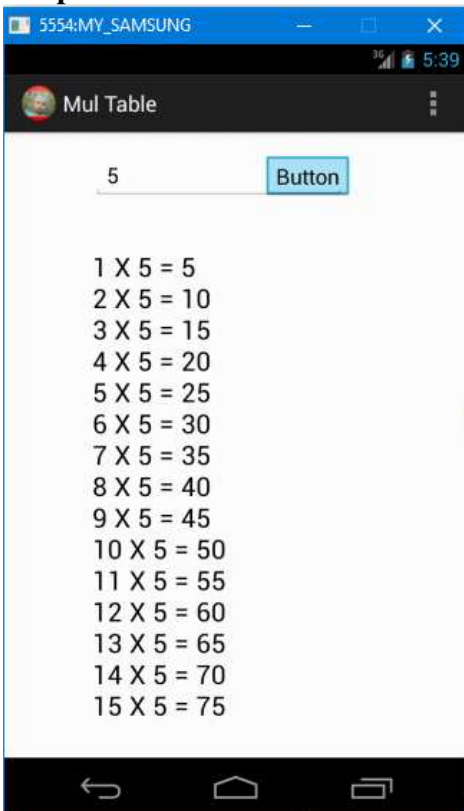 5554:MY_SAMSUNG
3G 5:39
Mul Table
5 Button
1 X 5 = 5
2 X 5 = 10
3 X 5 = 15
4 X 5 = 20
5 X 5 = 25
6 X 5 = 30
7 X 5 = 35
8 X 5 = 40
9 X 5 = 45
10 X 5 = 50
11 X 5 = 55
12 X 5 = 60
13 X 5 = 65
14 X 5 = 70
15 X 5 = 75